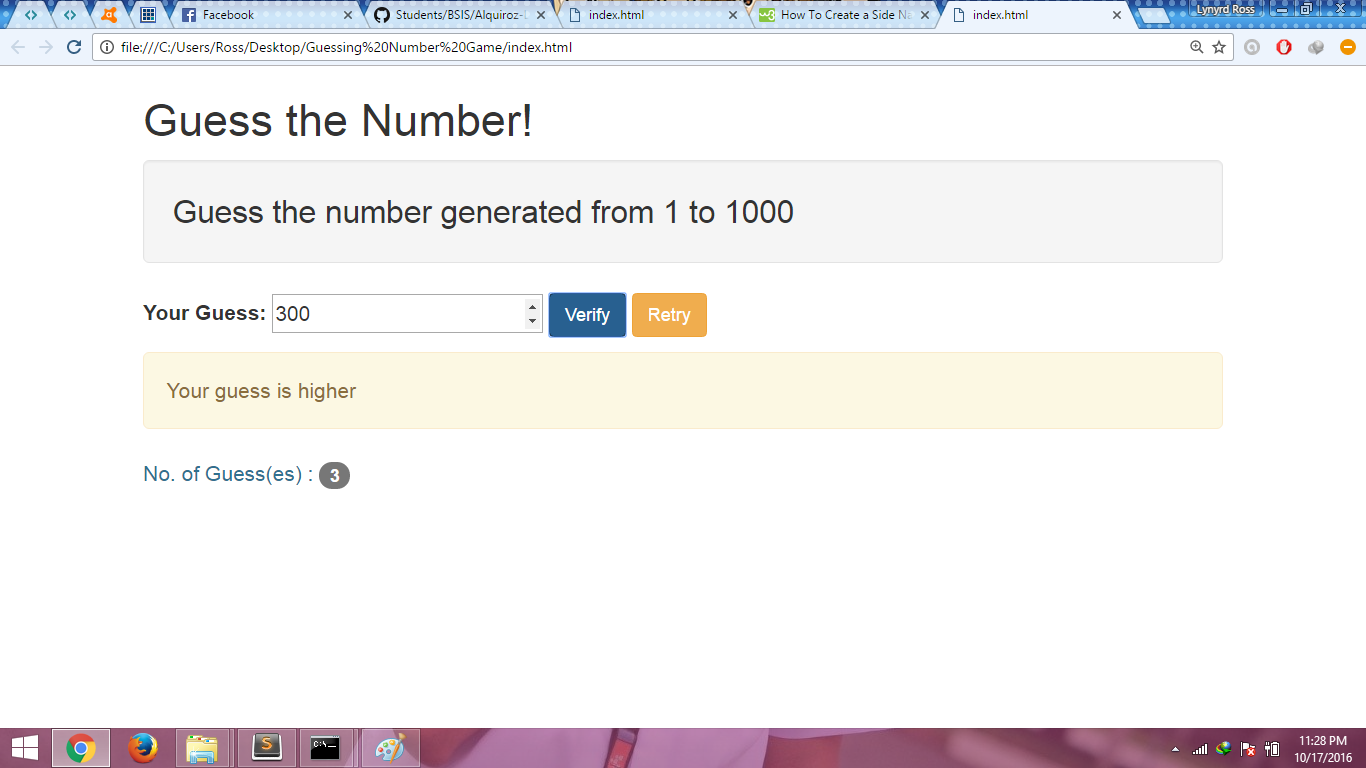 Lynyrd Ross
Facebook
Students/BSIS/Alquiroz-
index.html
How To Create a Side Na
index.html
file:///C:/Users/Ross/Desktop/Guessing%20Number%20Game/index.html
Guess the Number!
Guess the number generated from 1 to 1000
Your Guess: 300 Verify Retry
Your guess is higher
No. of Guess(es) : 3
11:28 PM
10/17/2016